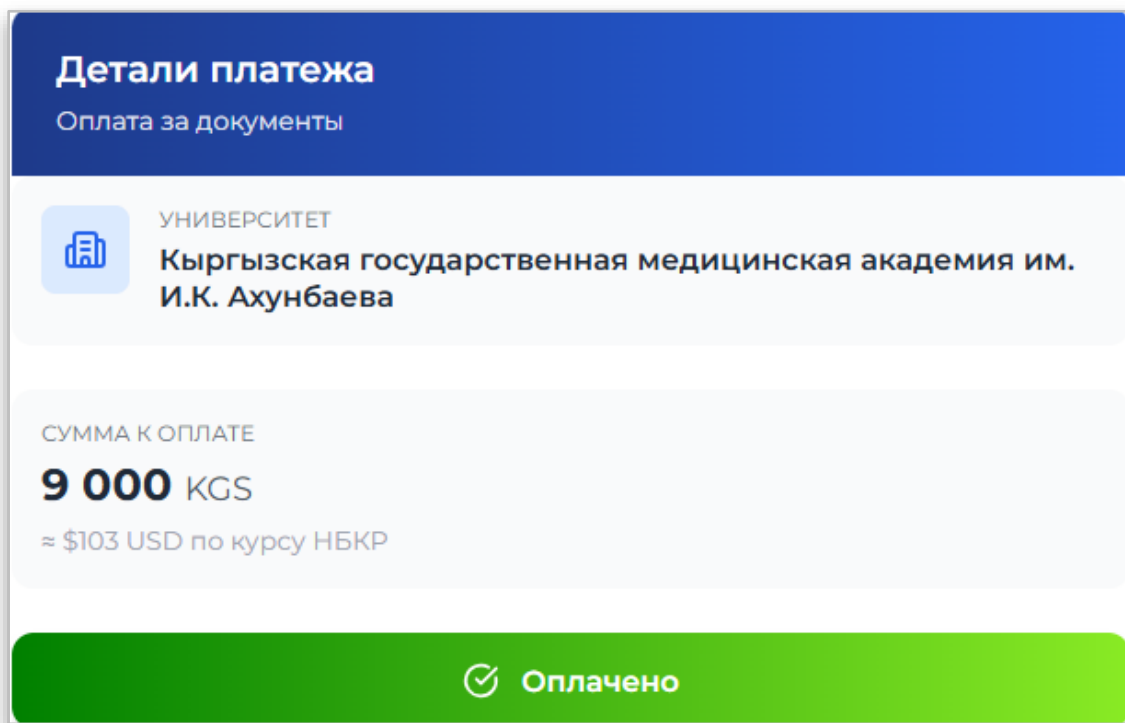 Детали платежа
Оплата за документы
УНИВЕРСИТЕТ
Кыргызская государственная медицинская академия им.
И.К. Ахунбаева
СУММА К ОПЛАТЕ
9 000 KGS
≈ $103 USD по курсу НБКР
Оплачено